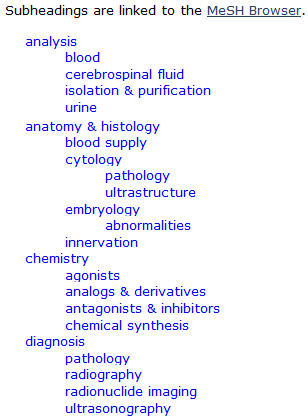 Subheadings are linked to the MeSH Browser.
analysis
blood
cerebrospinal fluid
isolation & purification
urine
anatomy & histology
blood supply
cytology
pathology
ultrastructure
embryology
abnormalities
innervation
chemistry
agonists
analogs & derivatives
antagonists & inhibitors
chemical synthesis
diagnosis
pathology
radiography
radionuclide imaging
ultrasonography